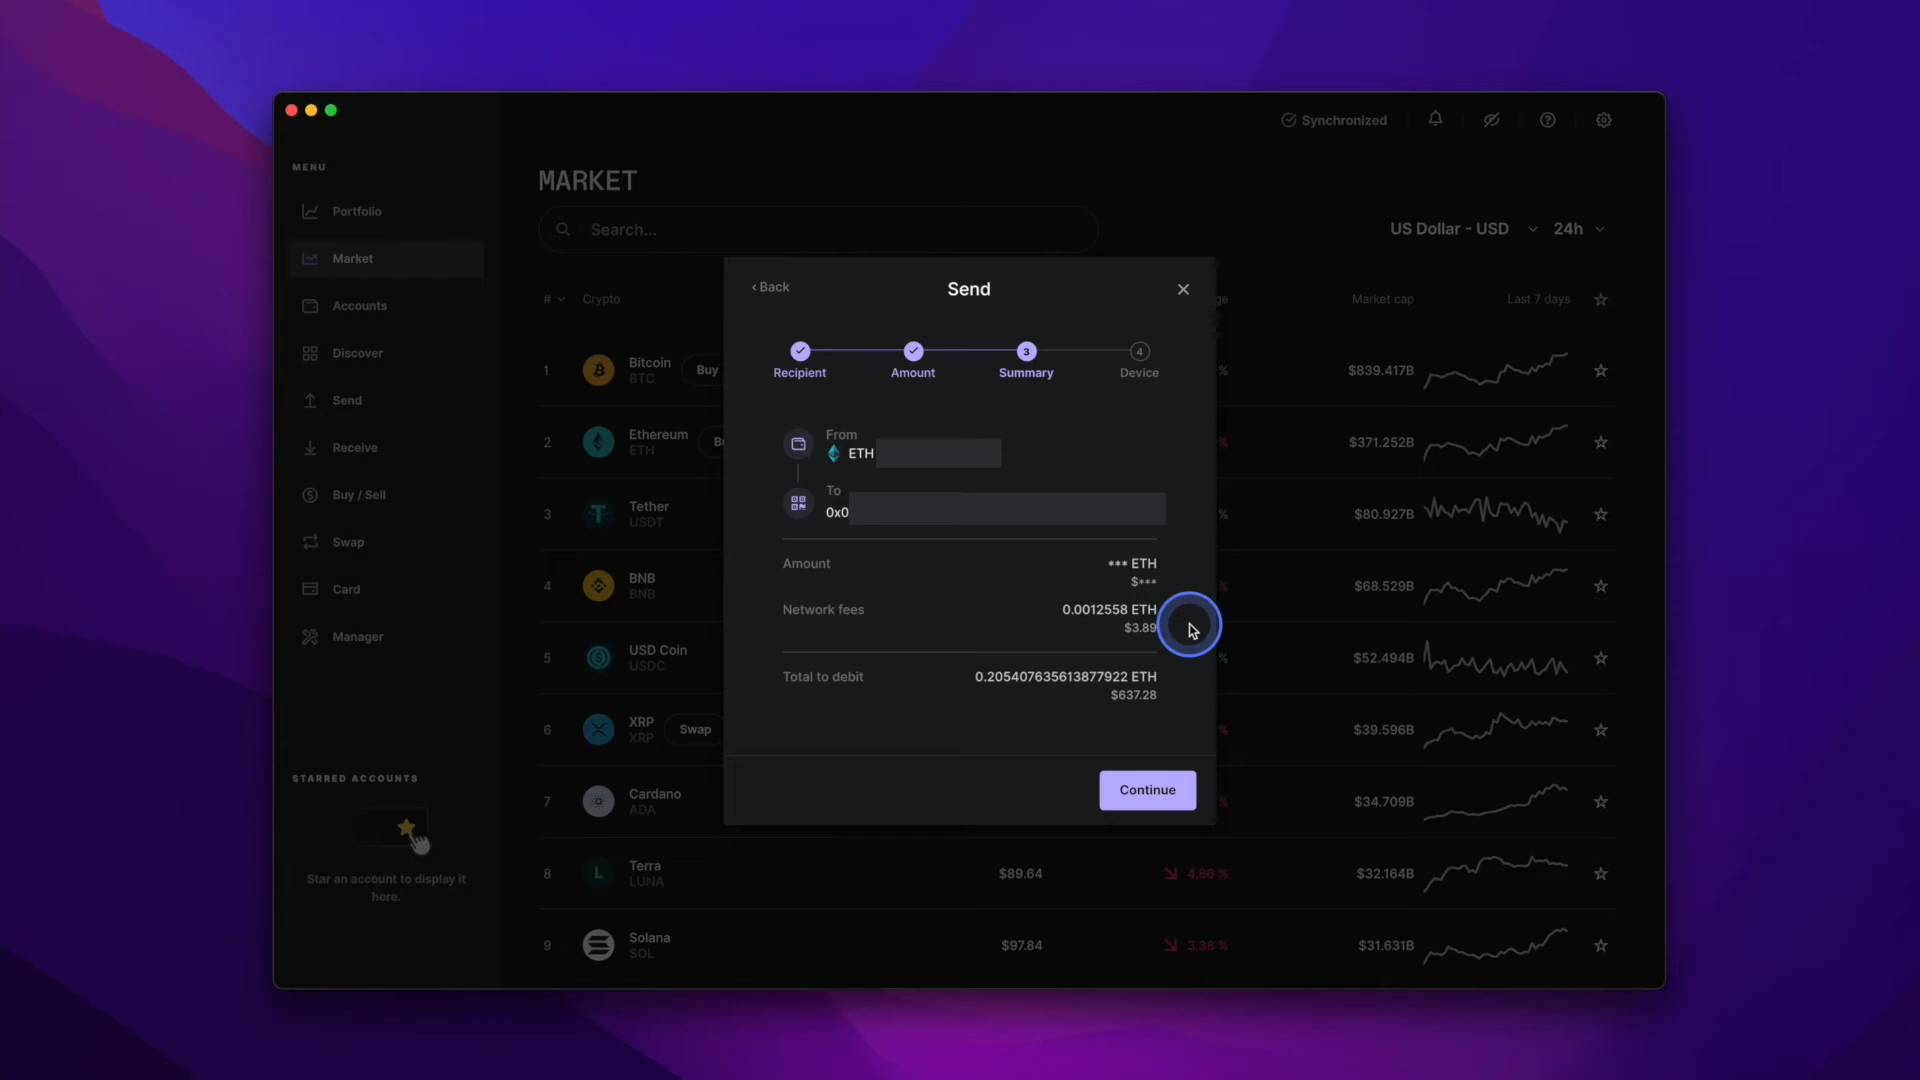 Synchronized
MENU
Portfolio
Market
Accounts
Discover
Send
Receive
Buy / Sell
Swap
Card
Manager
STARRED ACCOUNTS
Star an account to display it
here.
MARKET
Search...
US Dollar - USD
24h
# Crypto
ge
Market cap
Last 7 days
1 Bitcoin
BTC
Buy
%
$839.417B
2 Ethereum
ETH
Bu
%
$371.252B
3 Tether
USDT
%
$80.927B
4 BNB
BNB
%
$68.529B
5 USD Coin
USDC
%
$52.494B
6 XRP
XRP
Swap
%
$39.596B
7 Cardano
ADA
%
$34.709B
8 Terra
LUNA
$89.64
4.86 %
$32.164B
9 Solana
SOL
$97.84
3.38 %
$31.631B
‹ Back
Send
3
4
Recipient
Amount
Summary
Device
From
ETH
To
0x0
Amount
*** ETH
$***
Network fees
0.0012558 ETH
$3.89
Total to debit
0.205407635613877922 ETH
$637.28
Continue